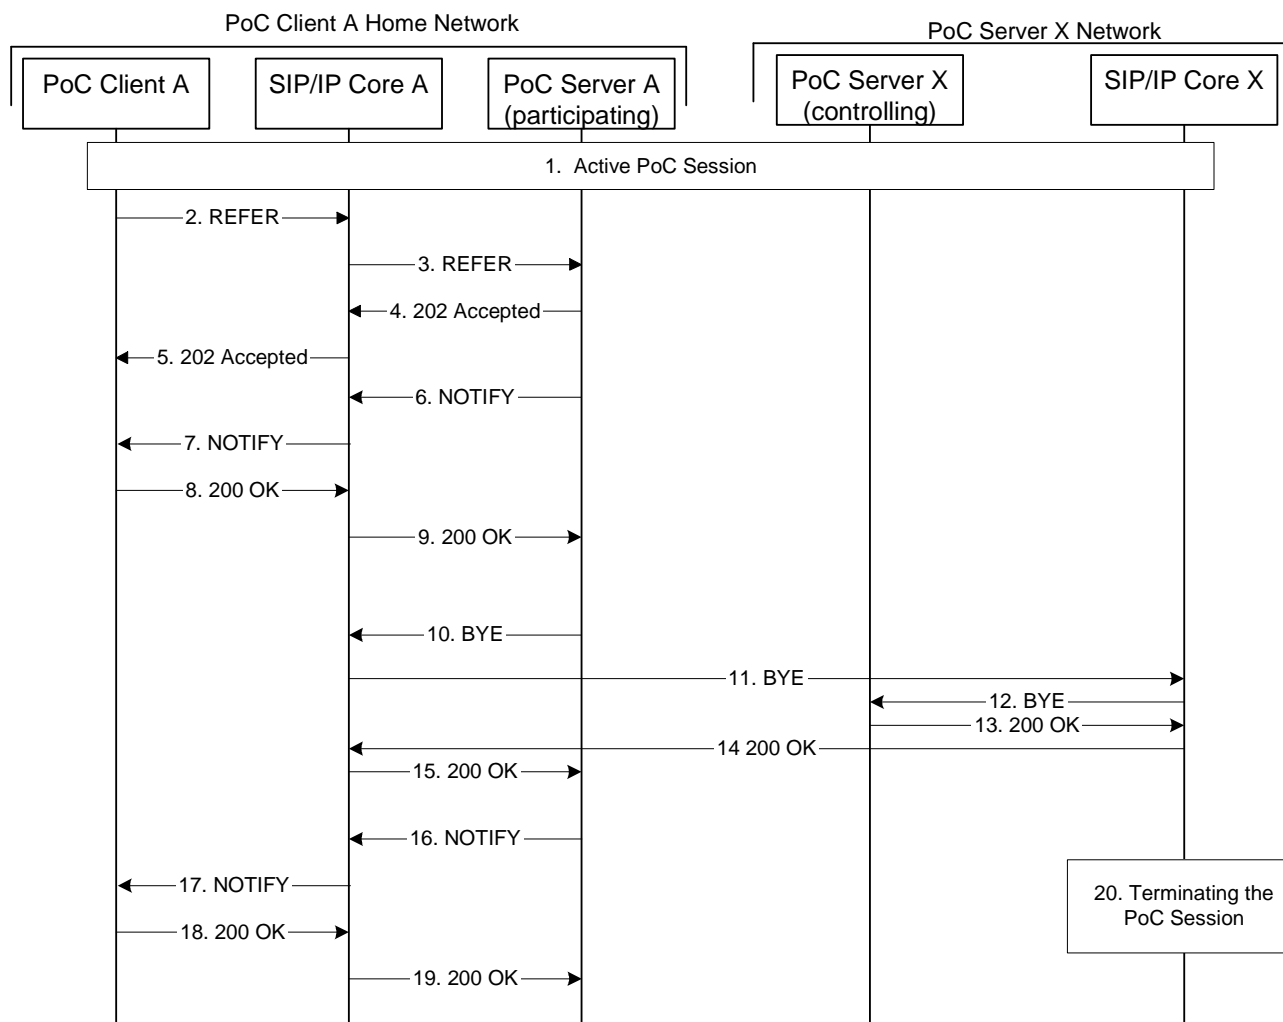 PoC Client A Home Network
PoC Server X Network
PoC Client A
SIP/IP Core A
PoC Server A
(participating)
PoC Server X
(controlling)
SIP/IP Core X
1. Active PoC Session
2. REFER
3. REFER
4. 202 Accepted
5. 202 Accepted
6. NOTIFY
7. NOTIFY
8. 200 OK
9. 200 OK
10. BYE
11. BYE
12. BYE
13. 200 OK
14 200 OK
15. 200 OK
16. NOTIFY
17. NOTIFY
18. 200 OK
19. 200 OK
20. Terminating the
PoC Session